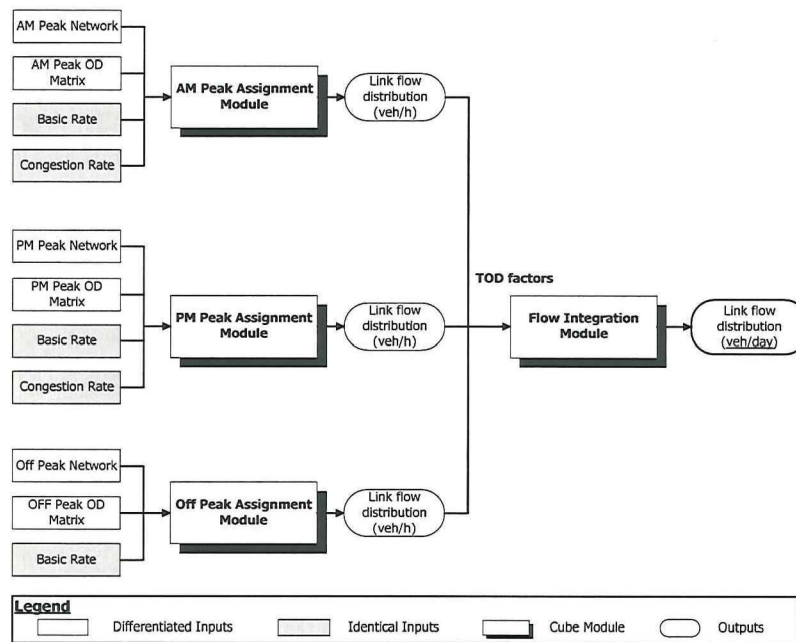 AM Peak Network
AM Peak OD
Matrix
Basic Rate
Congestion Rate
AM Peak Assignment
Module
Link flow
distribution
(veh/h)
PM Peak Network
PM Peak OD
Matrix
Basic Rate
Congestion Rate
PM Peak Assignment
Module
Link flow
distribution
(veh/h)
TOD factors
Flow Integration
Module
Link flow
distribution
(veh/day)
Off Peak Network
OFF Peak OD
Matrix
Basic Rate
Off Peak Assignment
Module
Link flow
distribution
(veh/h)
Legend
Differentiated Inputs
Identical Inputs
Cube Module
Outputs